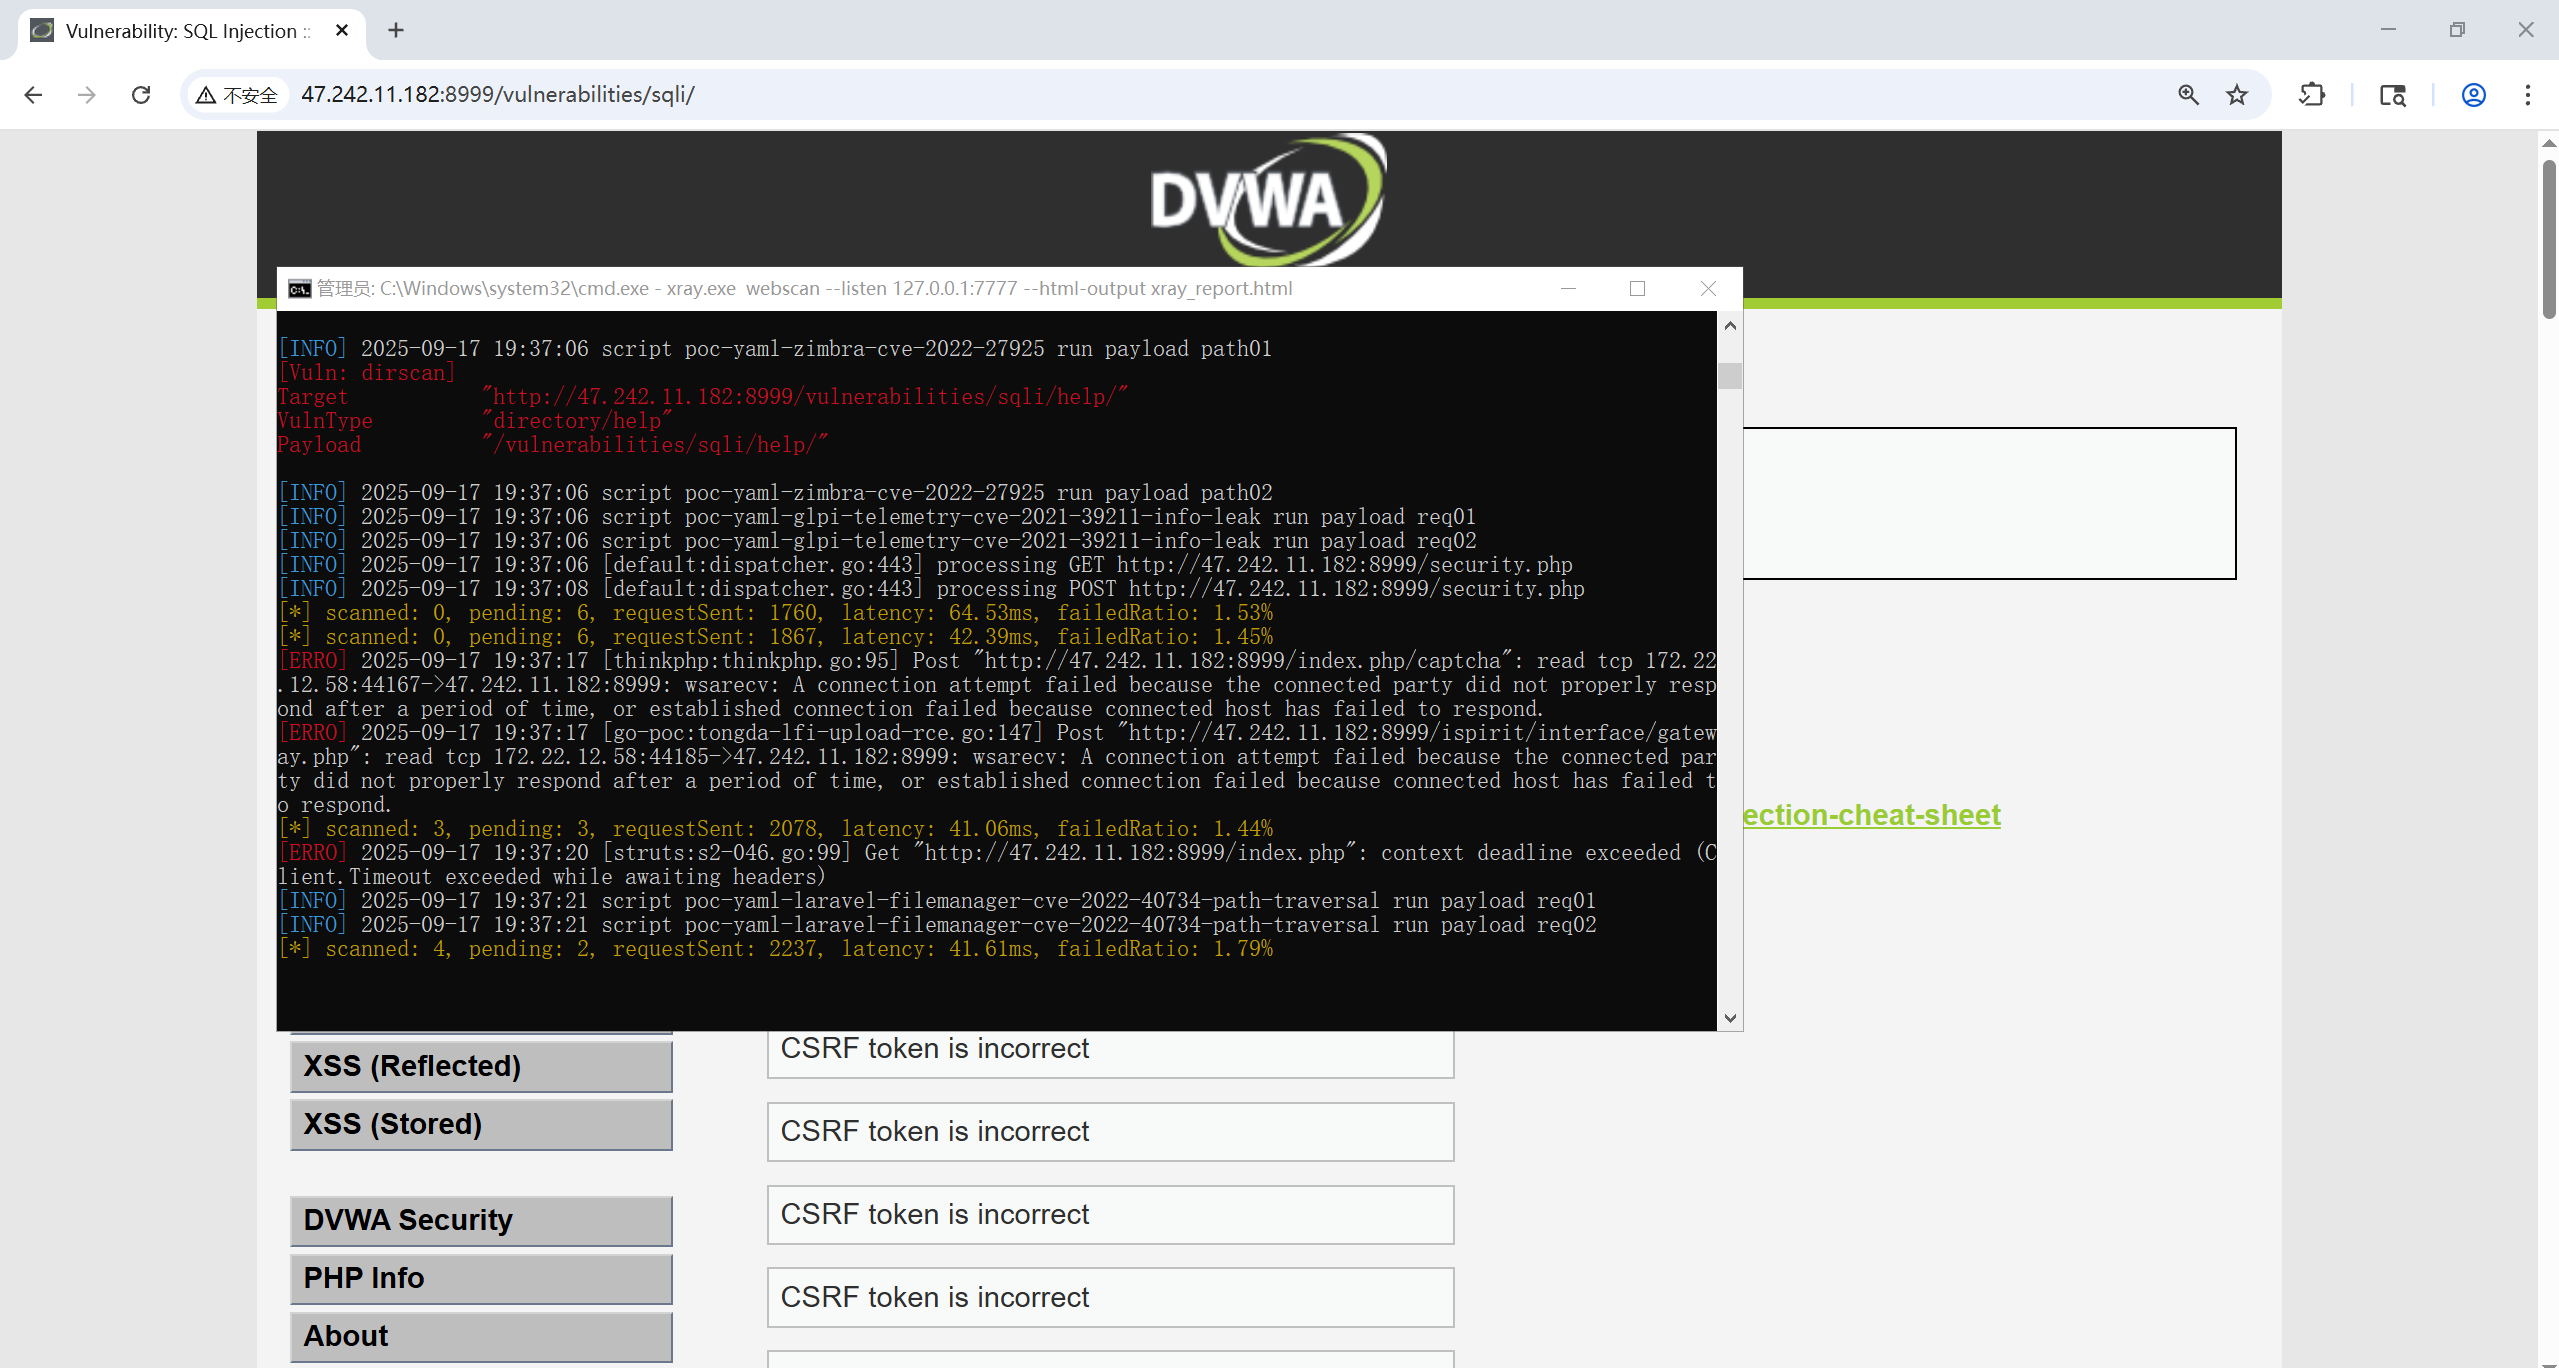 Vulnerability: SQL Injection ::
不安全
47.242.11.182:8999/vulnerabilities/sqli/
DVWA
管理员: C:\Windows\system32\cmd.exe - xray.exe  webscan --listen 127.0.0.1:7777 --html-output xray_report.html
[INFO] 2025-09-17 19:37:06 script poc-yaml-zimbra-cve-2022-27925 run payload path01
[Vuln: dirscan]
Target           "http://47.242.11.182:8999/vulnerabilities/sqli/help/"
VulnType         "directory/help"
Payload          "/vulnerabilities/sqli/help/"
[INFO] 2025-09-17 19:37:06 script poc-yaml-zimbra-cve-2022-27925 run payload path02
[INFO] 2025-09-17 19:37:06 script poc-yaml-glpi-telemetry-cve-2021-39211-info-leak run payload req01
[INFO] 2025-09-17 19:37:06 script poc-yaml-glpi-telemetry-cve-2021-39211-info-leak run payload req02
[INFO] 2025-09-17 19:37:06 [default:dispatcher.go:443] processing GET http://47.242.11.182:8999/security.php
[INFO] 2025-09-17 19:37:08 [default:dispatcher.go:443] processing POST http://47.242.11.182:8999/security.php
[*] scanned: 0, pending: 6, requestSent: 1760, latency: 64.53ms, failedRatio: 1.53%
[*] scanned: 0, pending: 6, requestSent: 1867, latency: 42.39ms, failedRatio: 1.45%
[ERRO] 2025-09-17 19:37:17 [thinkphp:thinkphp.go:95] Post "http://47.242.11.182:8999/index.php/captcha": read tcp 172.22
.12.58:44167->47.242.11.182:8999: wsarecv: A connection attempt failed because the connected party did not properly resp
ond after a period of time, or established connection failed because connected host has failed to respond.
[ERRO] 2025-09-17 19:37:17 [go-poc:tongda-lfi-upload-rce.go:147] Post "http://47.242.11.182:8999/ispirit/interface/gatew
ay.php": read tcp 172.22.12.58:44185->47.242.11.182:8999: wsarecv: A connection attempt failed because the connected par
ty did not properly respond after a period of time, or established connection failed because connected host has failed t
o respond.
[*] scanned: 3, pending: 3, requestSent: 2078, latency: 41.06ms, failedRatio: 1.44%
[ERRO] 2025-09-17 19:37:20 [struts:s2-046.go:99] Get "http://47.242.11.182:8999/index.php": context deadline exceeded (C
lient.Timeout exceeded while awaiting headers)
[INFO] 2025-09-17 19:37:21 script poc-yaml-laravel-filemanager-cve-2022-40734-path-traversal run payload req01
[INFO] 2025-09-17 19:37:21 script poc-yaml-laravel-filemanager-cve-2022-40734-path-traversal run payload req02
[*] scanned: 4, pending: 2, requestSent: 2237, latency: 41.61ms, failedRatio: 1.79%
ection-cheat-sheet
XSS (Reflected)
XSS (Stored)
DVWA Security
PHP Info
About
CSRF token is incorrect
CSRF token is incorrect
CSRF token is incorrect
CSRF token is incorrect